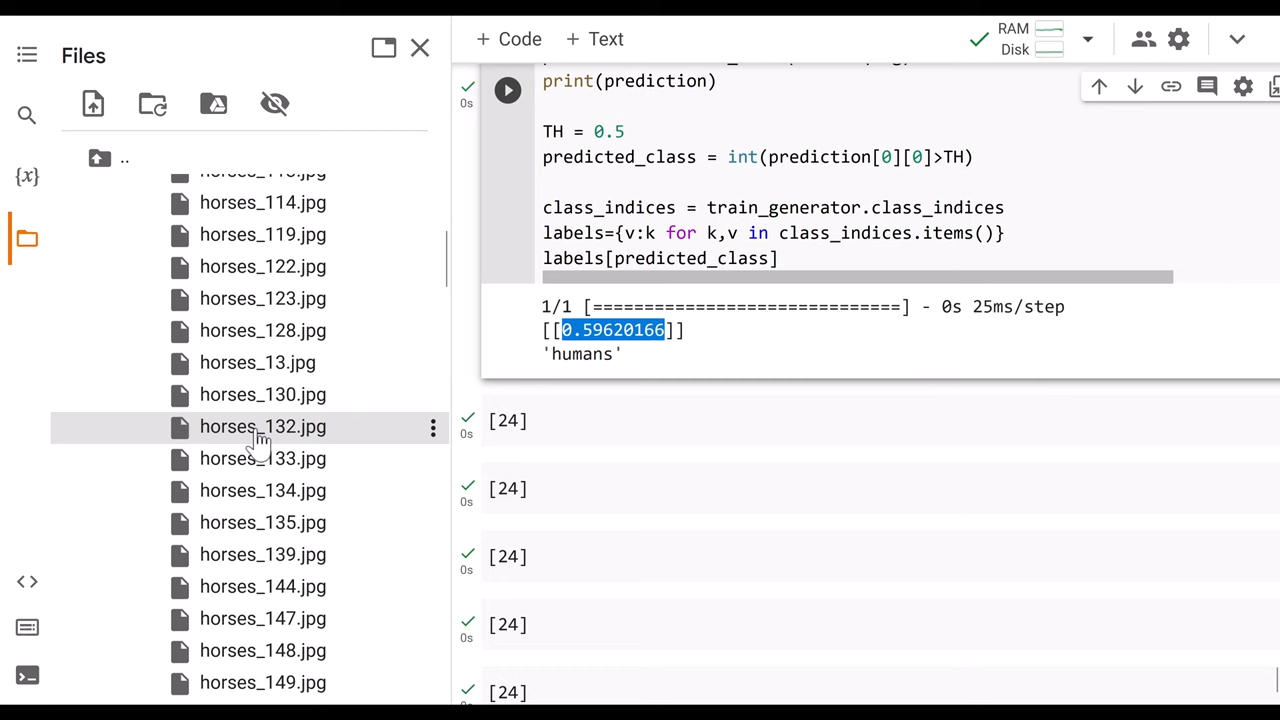 Files
..
horses_114.jpg
horses_119.jpg
horses_122.jpg
horses_123.jpg
horses_128.jpg
horses_13.jpg
horses_130.jpg
horses_132.jpg
horses_133.jpg
horses_134.jpg
horses_135.jpg
horses_139.jpg
horses_144.jpg
horses_147.jpg
horses_148.jpg
horses_149.jpg
{x}
<>
+ Code + Text
RAM
Disk
0s
print(prediction)
TH = 0.5
predicted_class = int(prediction[0][0]>TH)
class_indices = train_generator.class_indices
labels={v:k for k,v in class_indices.items()}
labels[predicted_class]
1/1 [==============================] - 0s 25ms/step
[[0.59620166]]
'humans'
[24]
0s
[24]
0s
[24]
0s
[24]
0s
[24]